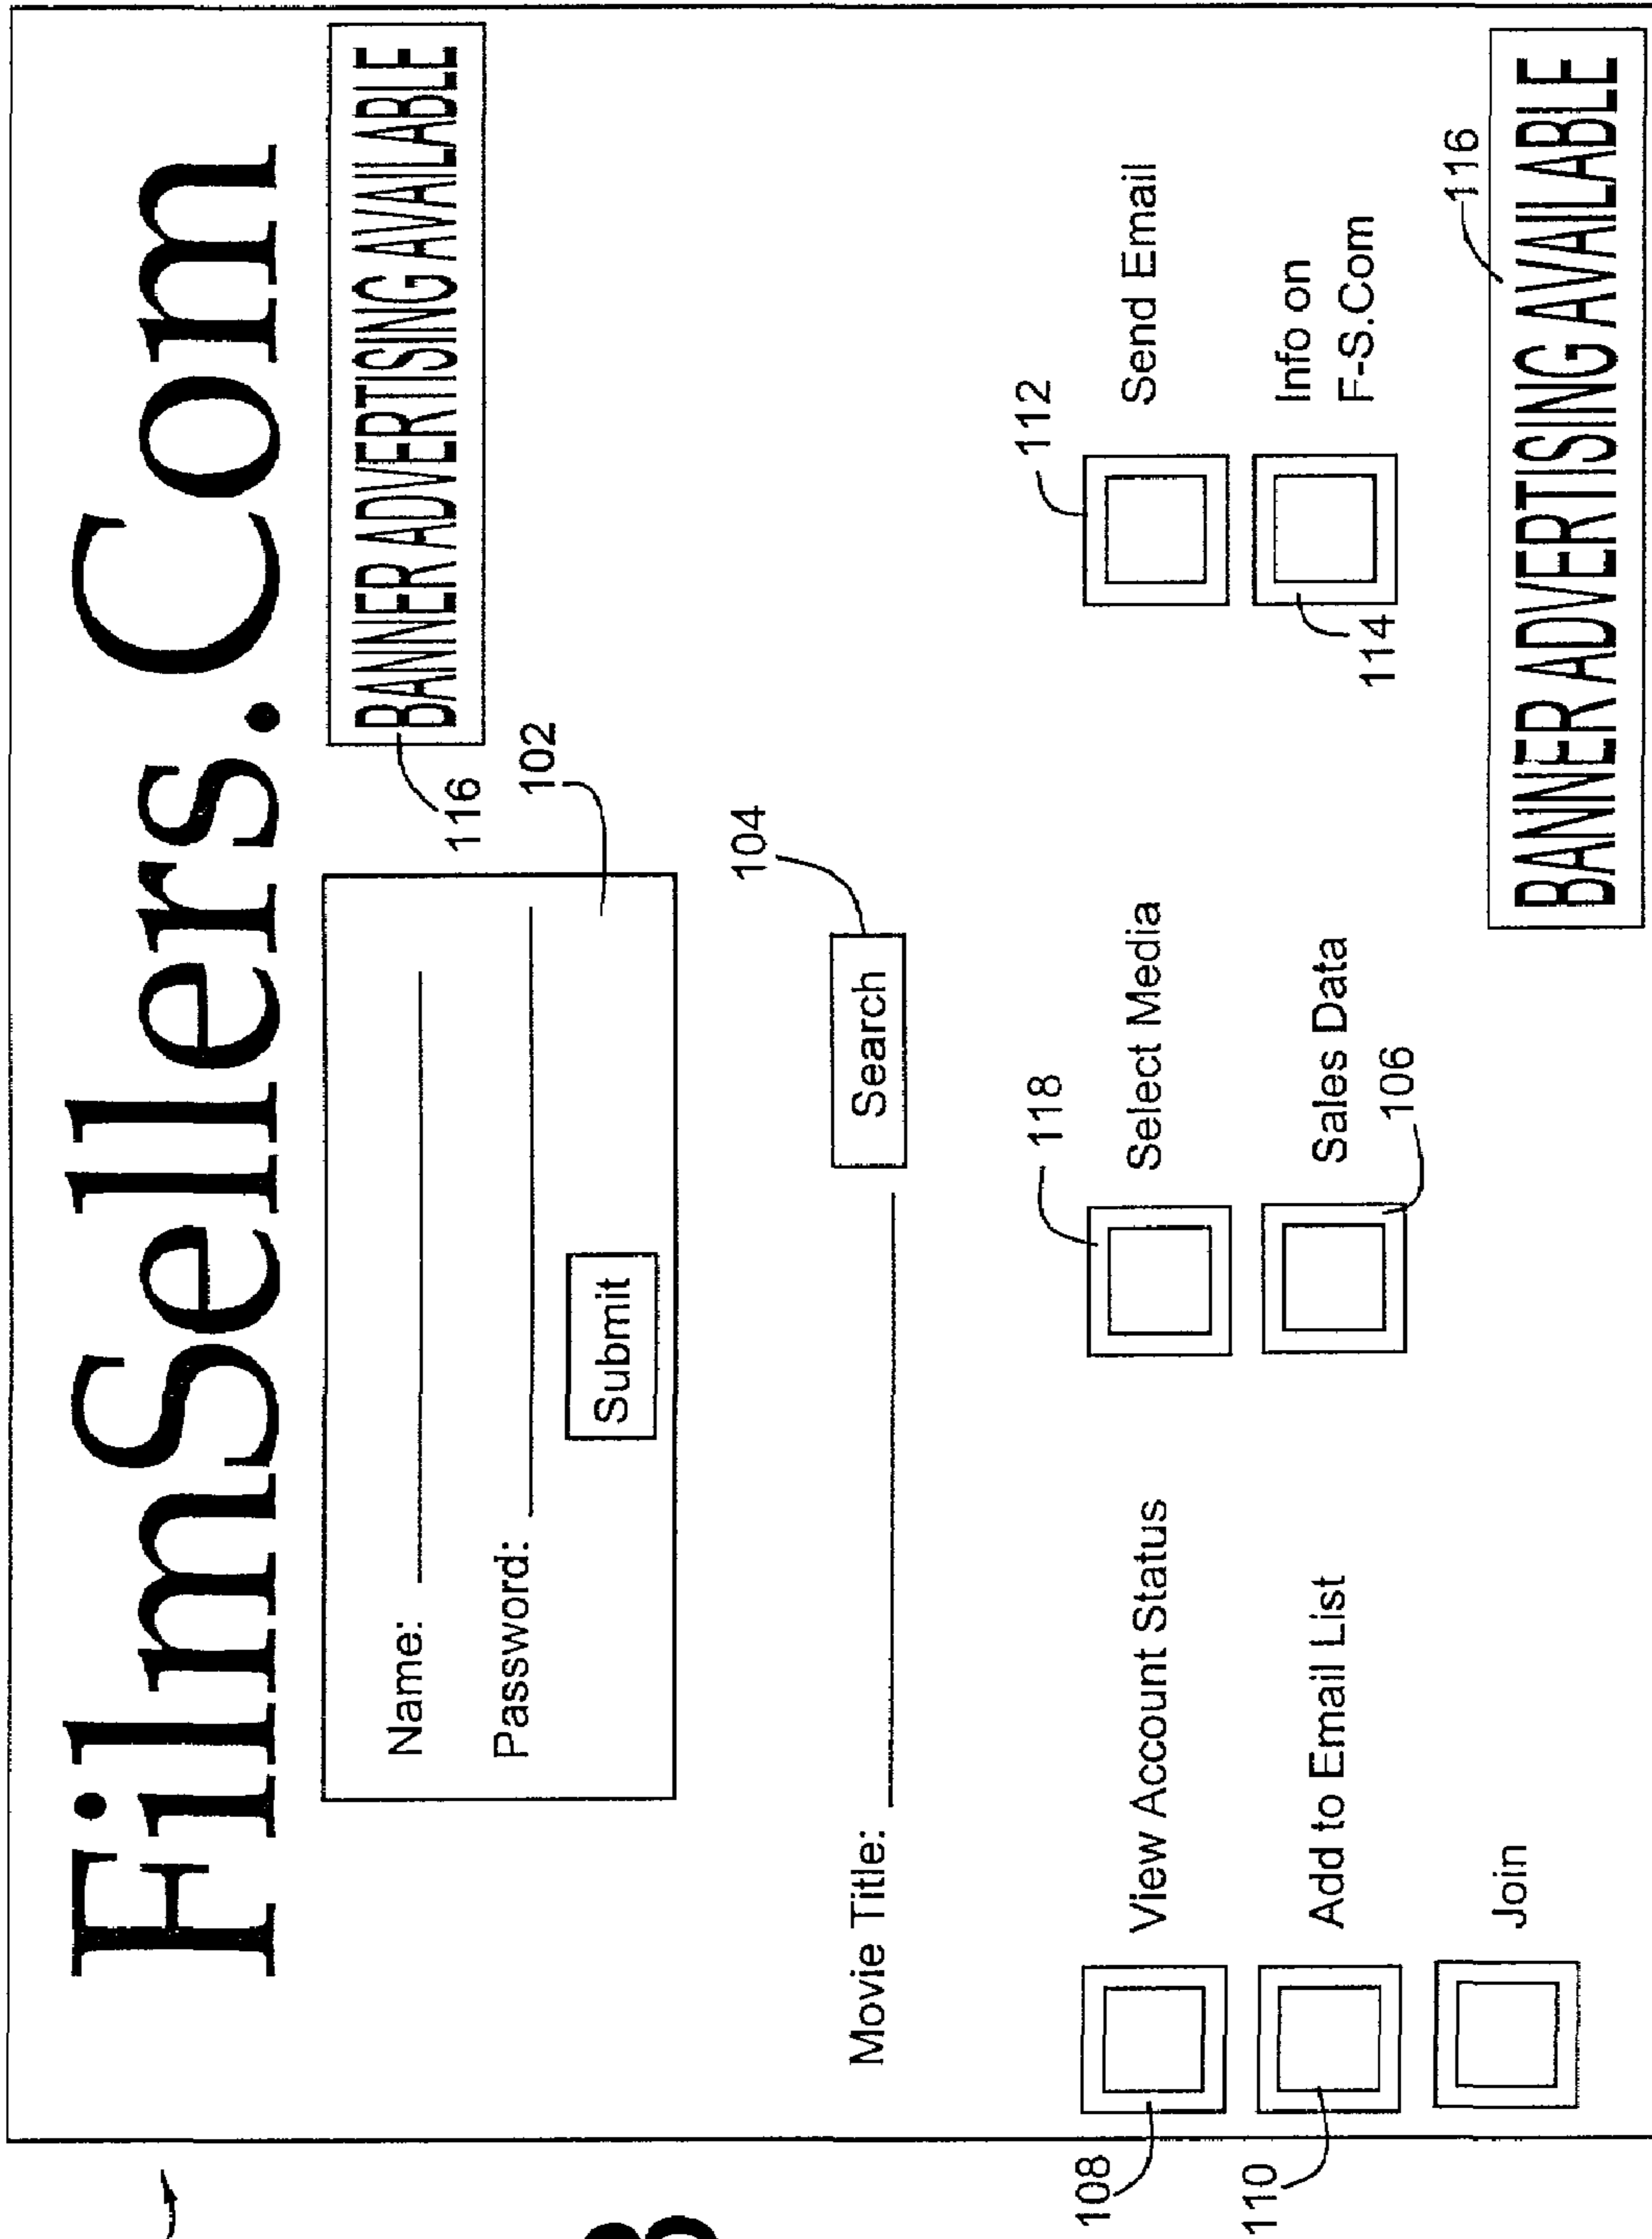 FilmSellers.Com
Name:
Password:
Submit
BANNER ADVERTISING AVAILABLE
116
102
Movie Title:
Search
104
108
View Account Status
118
Select Media
112
Send Email
110
Add to Email List
Sales Data
106
114
Info on
F-S.Com
Join
116
BANNER ADVERTISING AVAILABLE